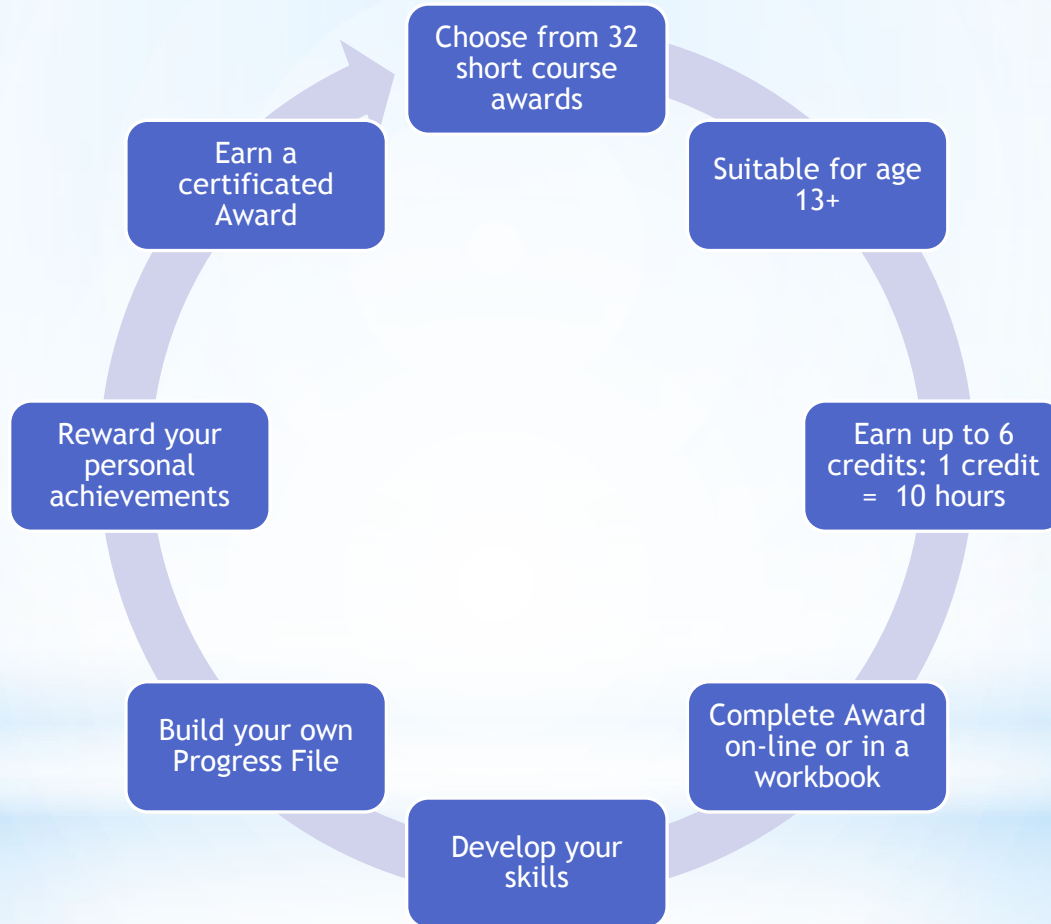 Choose from 32
short course
awards
Suitable for age
13+
Earn up to 6
credits: 1 credit
= 10 hours
Complete Award
on-line or in a
workbook
Develop your
skills
Build your own
Progress File
Reward your
personal
achievements
Earn a
certificated
Award